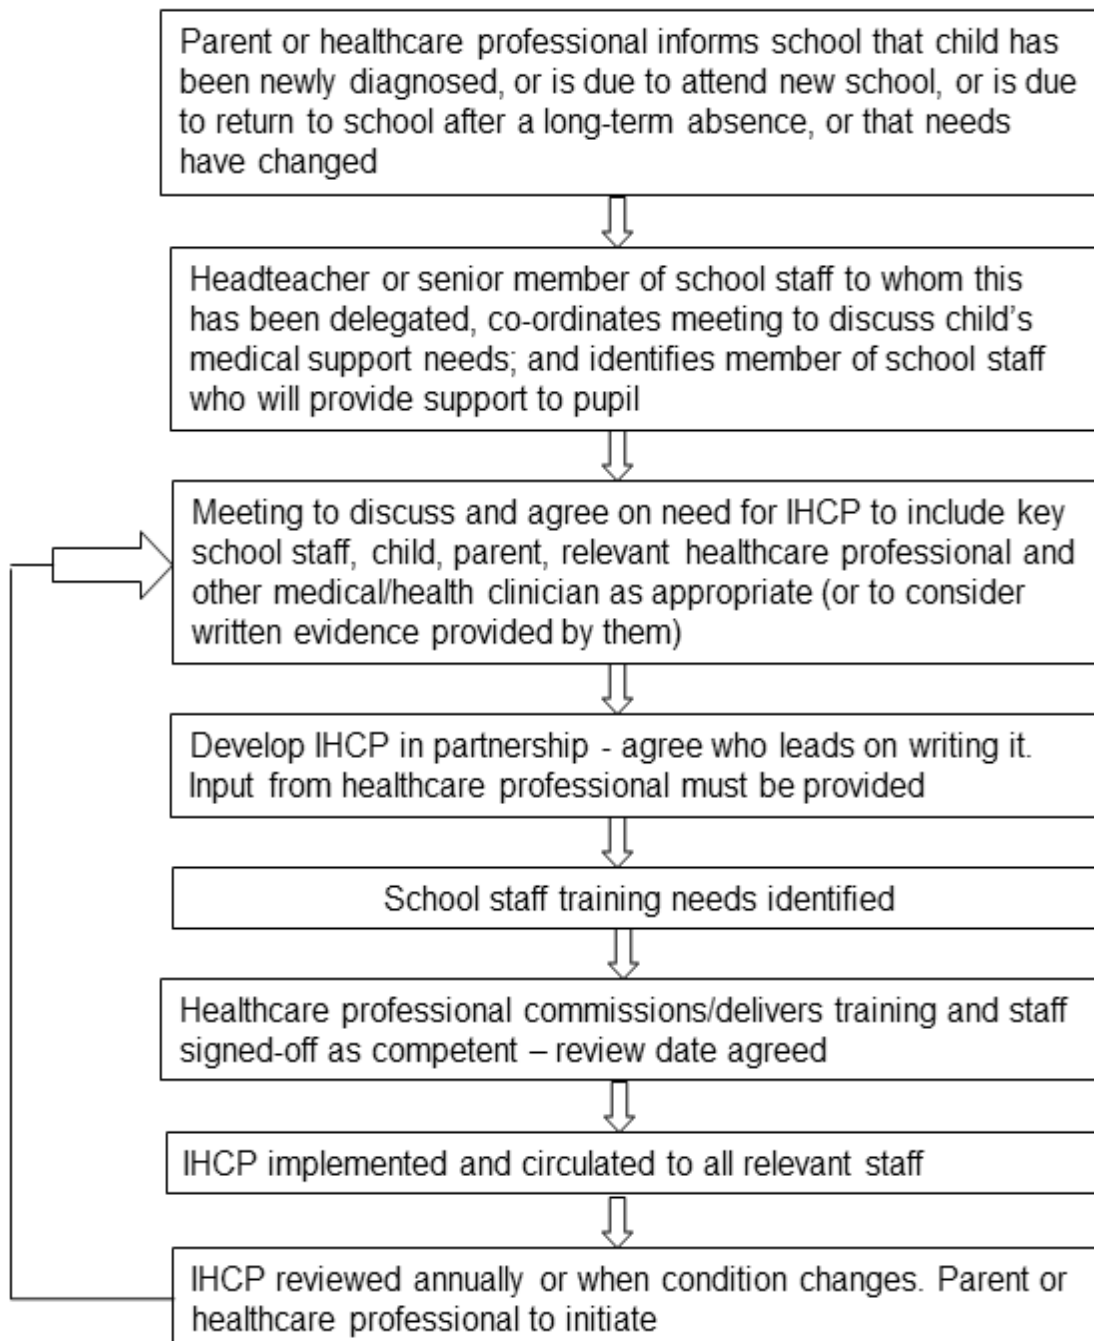 Parent or healthcare professional informs school that child has
been newly diagnosed, or is due to attend new school, or is due
to return to school after a long-term absence, or that needs
have changed
Headteacher or senior member of school staff to whom this
has been delegated, co-ordinates meeting to discuss child's
medical support needs; and identifies member of school staff
who will provide support to pupil
Meeting to discuss and agree on need for IHCP to include key
school staff, child, parent, relevant healthcare professional and
other medical/health clinician as appropriate (or to consider
written evidence provided by them)
Develop IHCP in partnership - agree who leads on writing it.
Input from healthcare professional must be provided
School staff training needs identified
Healthcare professional commissions/delivers training and staff
signed-off as competent – review date agreed
IHCP implemented and circulated to all relevant staff
IHCP reviewed annually or when condition changes. Parent or
healthcare professional to initiate